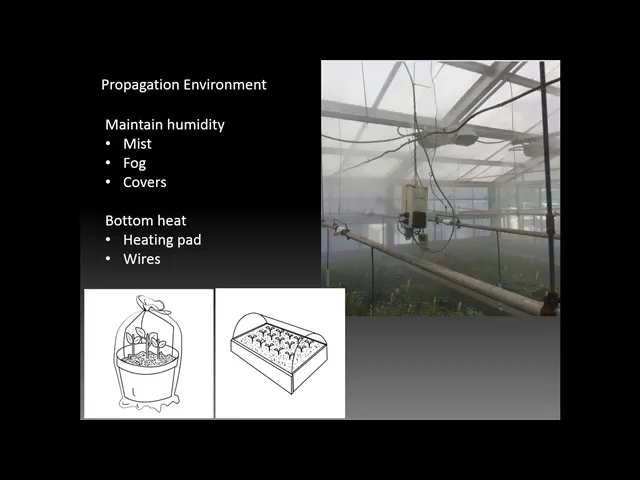 Propagation Environment
Maintain humidity
• Mist
• Fog
• Covers
Bottom heat
• Heating pad
• Wires